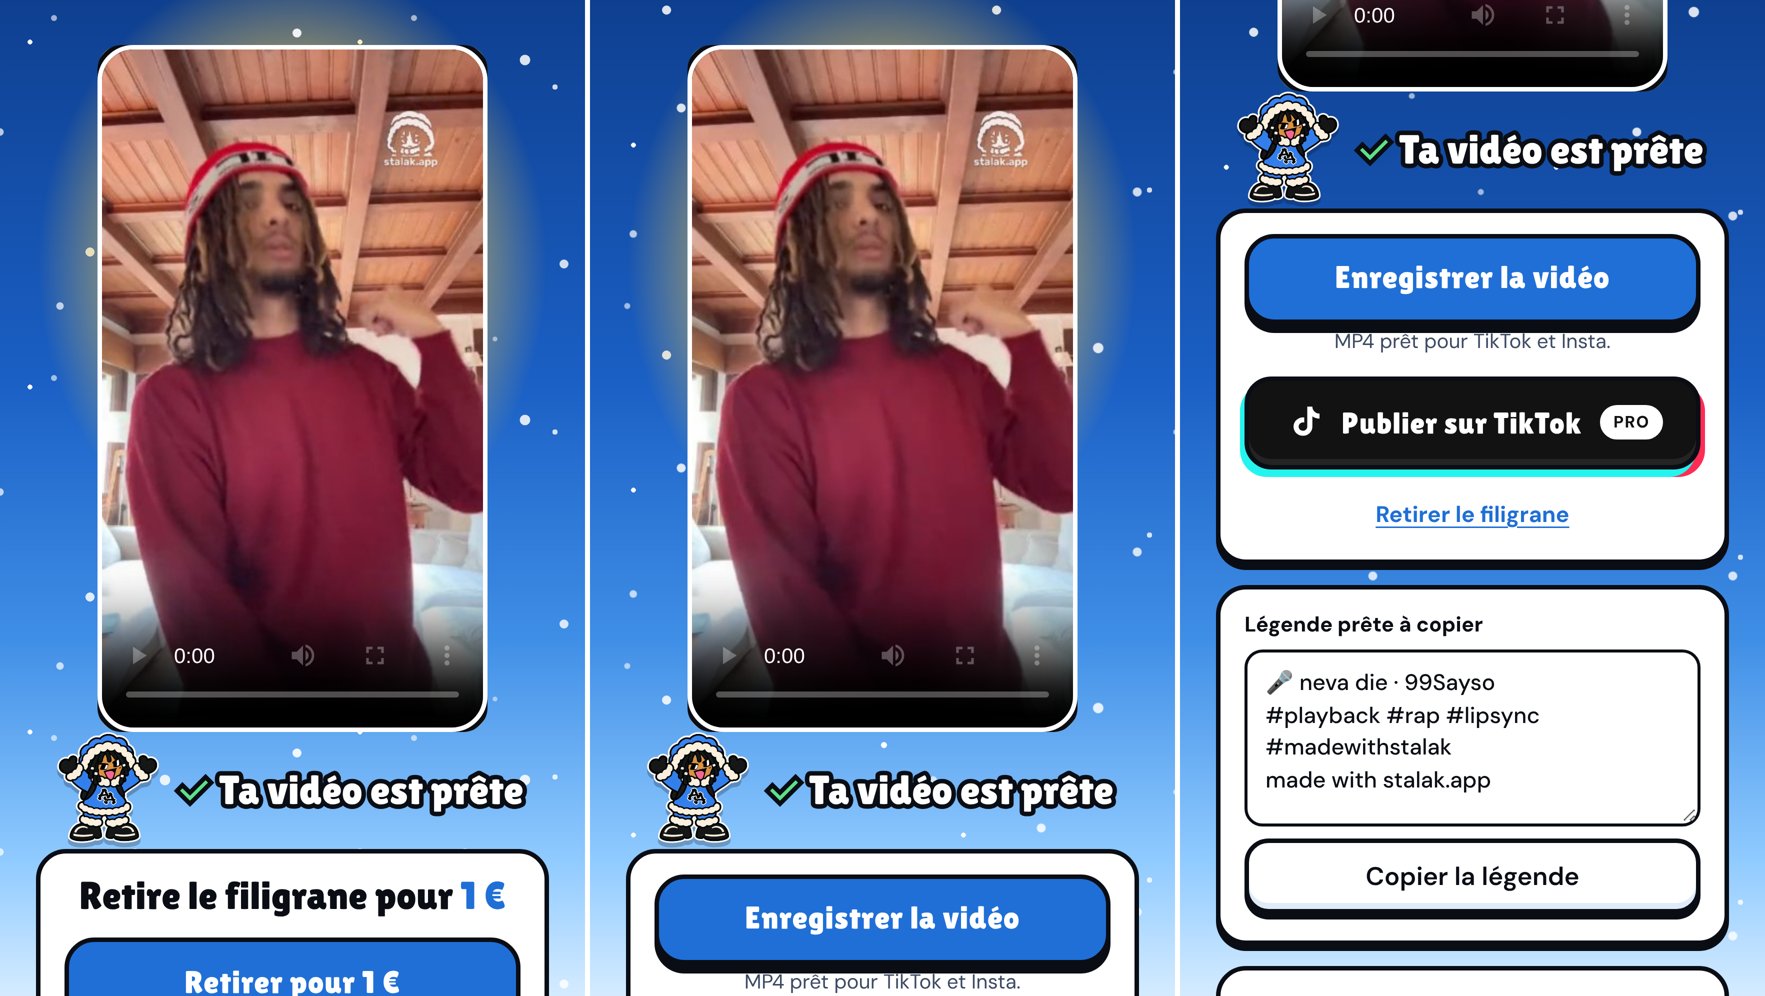 stalak.app
0:00
Ta vidéo est prête
Retire le filigrane pour 1 €
Retirer pour 1 €
stalak.app
0:00
Ta vidéo est prête
Enregistrer la vidéo
MP4 prêt pour TikTok et Insta.
0:00
Ta vidéo est prête
Enregistrer la vidéo
MP4 prêt pour TikTok et Insta.
Publier sur TikTok PRO
Retirer le filigrane
Légende prête à copier
🎤 neva die · 99Sayso
#playback #rap #lipsync
#madewithstalak
made with stalak.app
Copier la légende